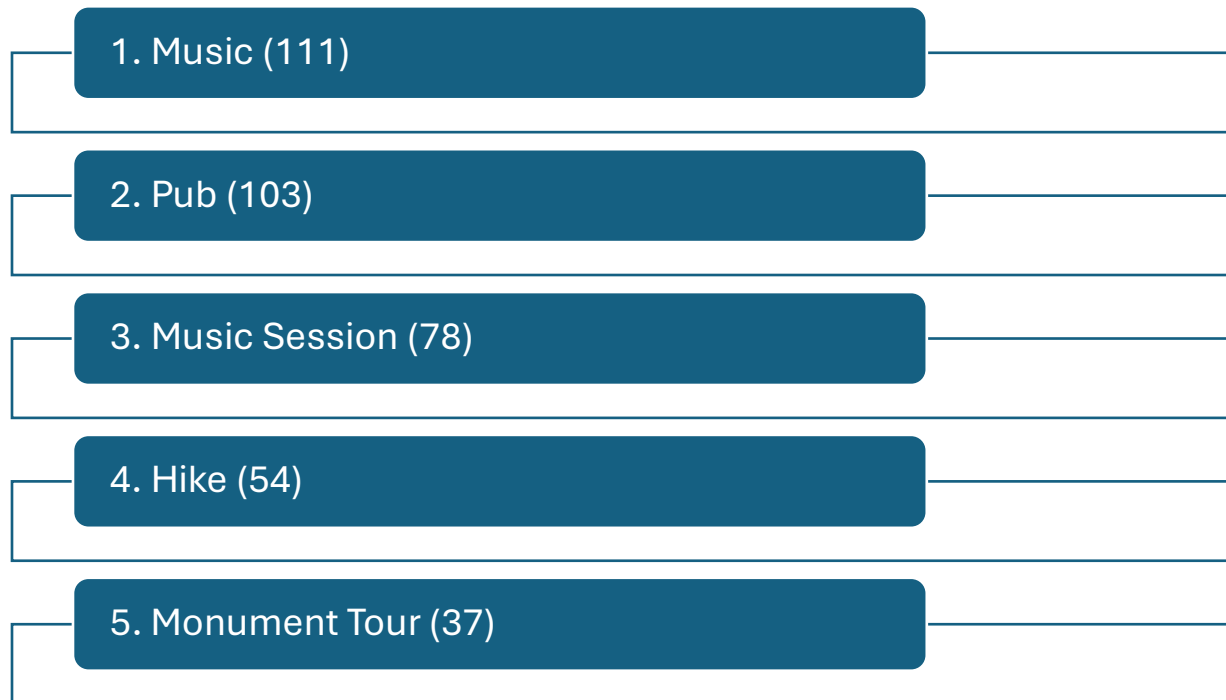 1. Music (111)
2. Pub (103)
3. Music Session (78)
4. Hike (54)
5. Monument Tour (37)